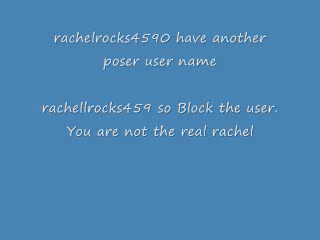 rachelrocks4590 have another
poser user name
rachellrocks459 so Block the user.
You are not the real rachel